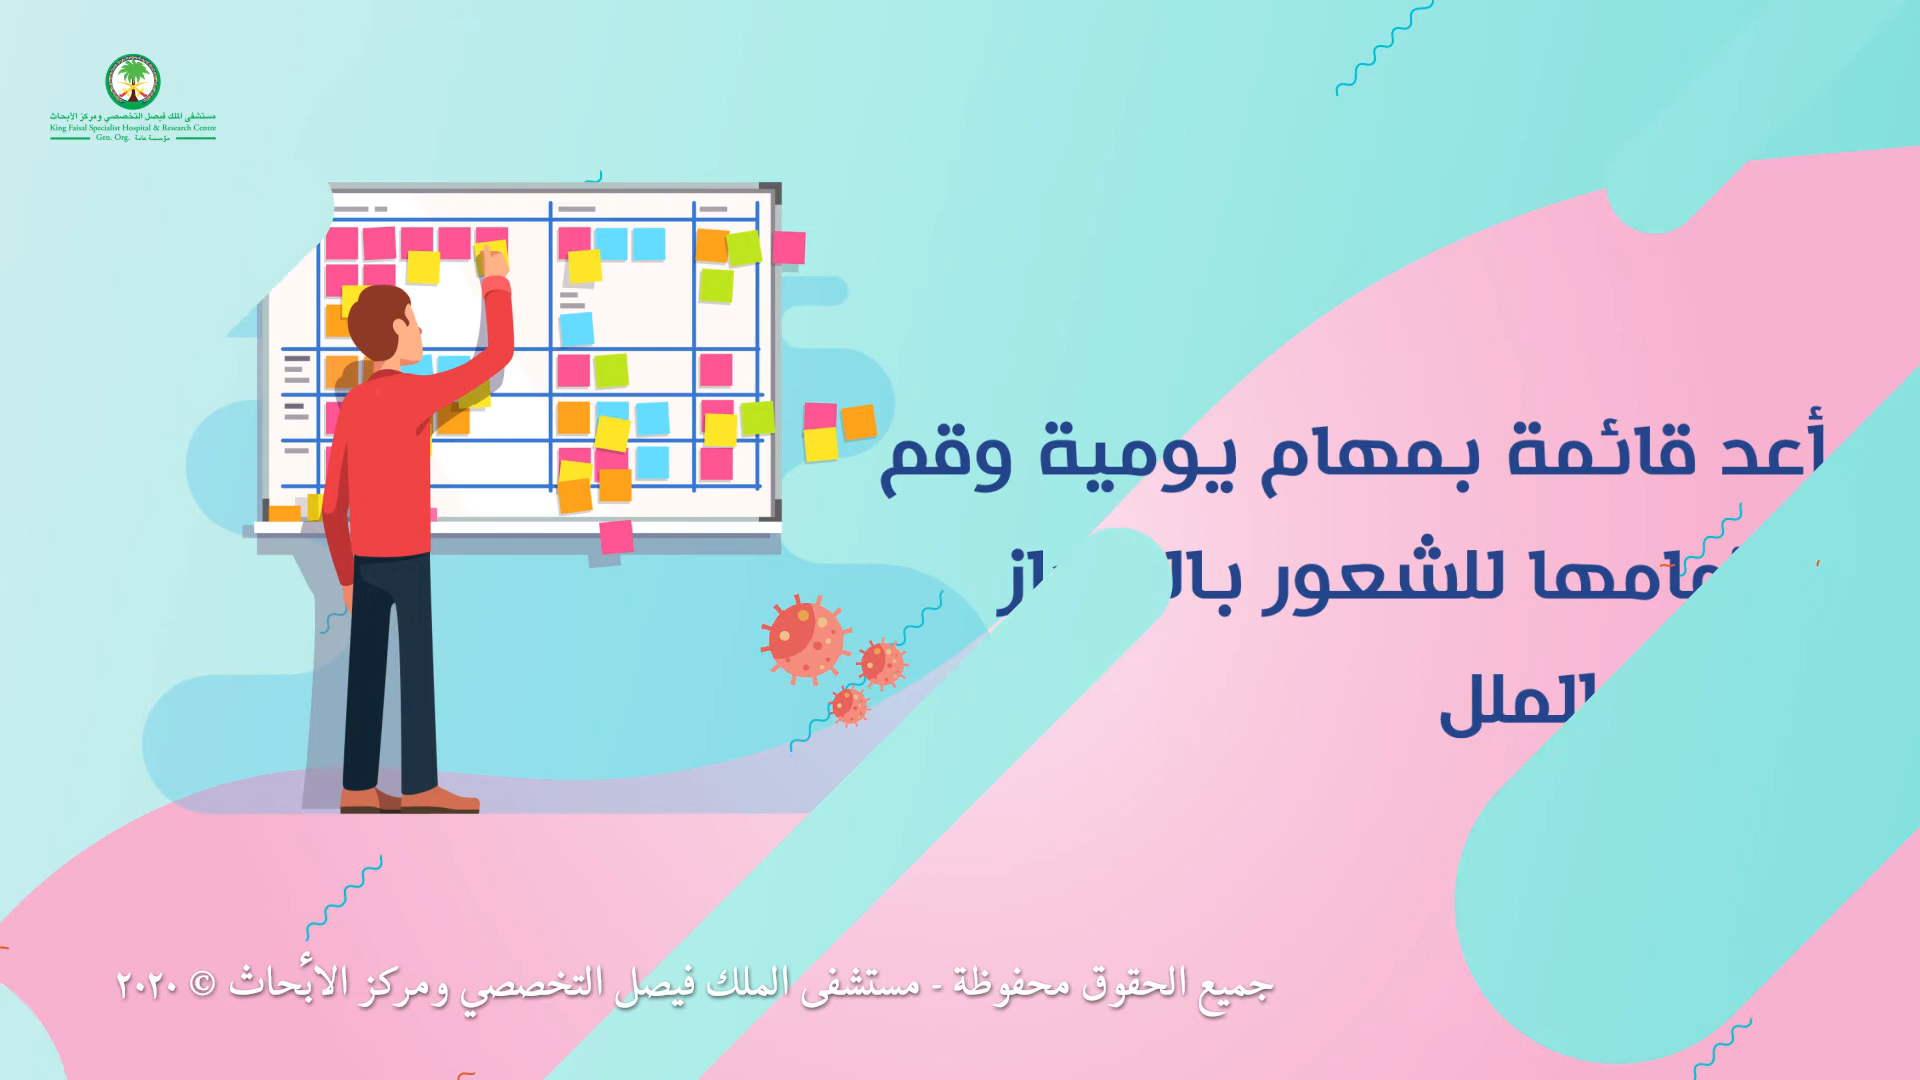 مستشفى الملك فيصل التخصصي ومركز الأبحاث
King Faisal Specialist Hospital & Research Centre
Gen. Org. مؤسسة عامة
أعد قائمة بمهام يومية وقم
للشعور
الملل
جميع الحقوق محفوظة - مستشفى الملك فيصل التخصصي ومركز الأبحاث © ٢٠٢٠